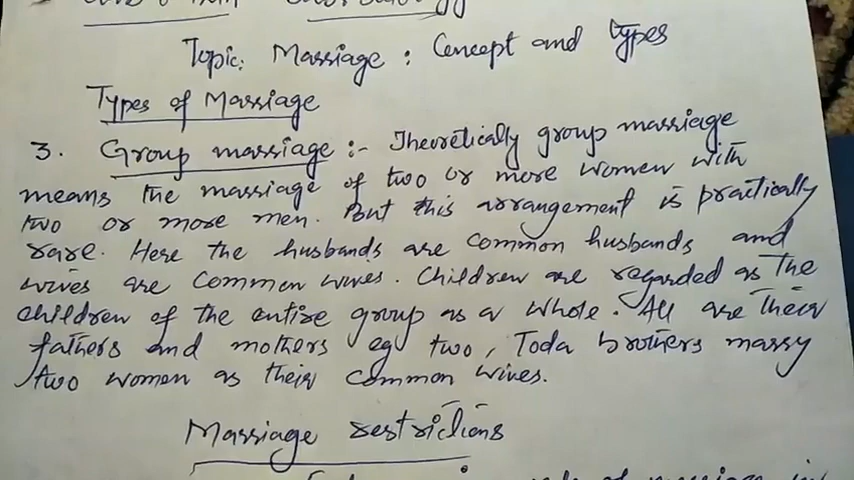 Topic: Marriage : Concept and Types
Types of Marriage
3. Group marriage :- Theoretically group marriage
means the marriage of two or more women with
two or more men. But this arrangement is practically
rare. Here the husbands are common husbands and
wives are common wives. Children are regarded as the
children of the entire group as a whole. All are their
fathers and mothers eg two, Toda brothers marry
two women as their common wives.
Marriage restrictions